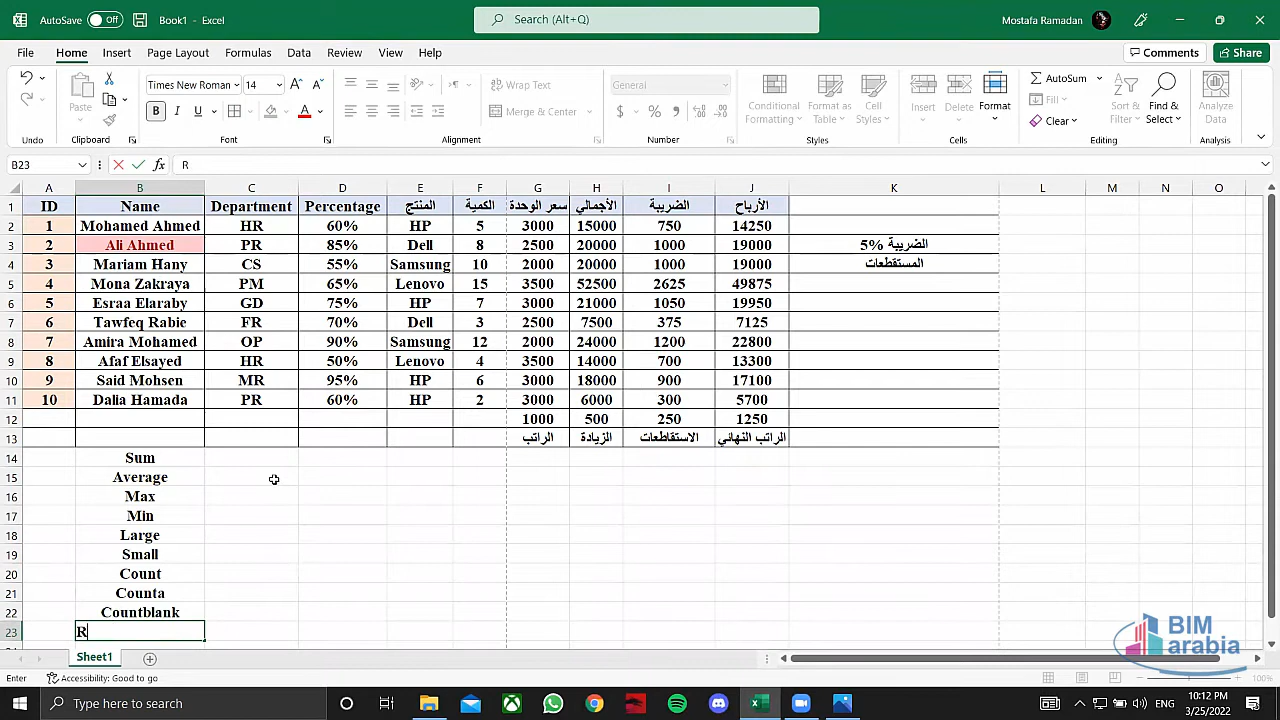 AutoSave Off Book1 - Excel Search (Alt+Q) Mostafa Ramadan
File Home Insert Page Layout Formulas Data Review View Help Comments Share
Times New Roman 14 Wrap Text General AutoSum
Paste Merge & Center Conditional Formatting Format as Table Cell Styles Insert Delete Format Fill Clear Sort & Filter Find & Select Analyze Data
Undo Clipboard Font Alignment Number Styles Cells Editing Analysis
B23 fx R
A B C D E F G H I J K L M N O
1 ID Name Department Percentage المنتج الكمية سعر الوحدة الأجمالي الضريبة الأرباح
2 1 Mohamed Ahmed HR 60% HP 5 3000 15000 750 14250
3 2 Ali Ahmed PR 85% Dell 8 2500 20000 1000 19000 الضريبة 5%
4 3 Mariam Hany CS 55% Samsung 10 2000 20000 1000 19000 المستقطعات
5 4 Mona Zakraya PM 65% Lenovo 15 3500 52500 2625 49875
6 5 Esraa Elaraby GD 75% HP 7 3000 21000 1050 19950
7 6 Tawfeq Rabie FR 70% Dell 3 2500 7500 375 7125
8 7 Amira Mohamed OP 90% Samsung 12 2000 24000 1200 22800
9 8 Afaf Elsayed HR 50% Lenovo 4 3500 14000 700 13300
10 9 Said Mohsen MR 95% HP 6 3000 18000 900 17100
11 10 Dalia Hamada PR 60% HP 2 3000 6000 300 5700
12 1000 500 250 1250
13 الراتب الزيادة الاستقاطعات الراتب النهائي
14 Sum
15 Average
16 Max
17 Min
18 Large
19 Small
20 Count
21 Counta
22 Countblank
23 R
BIM arabia
Sheet1
Enter Accessibility: Good to go 100%
Type here to search 10:12 PM
3/25/2022